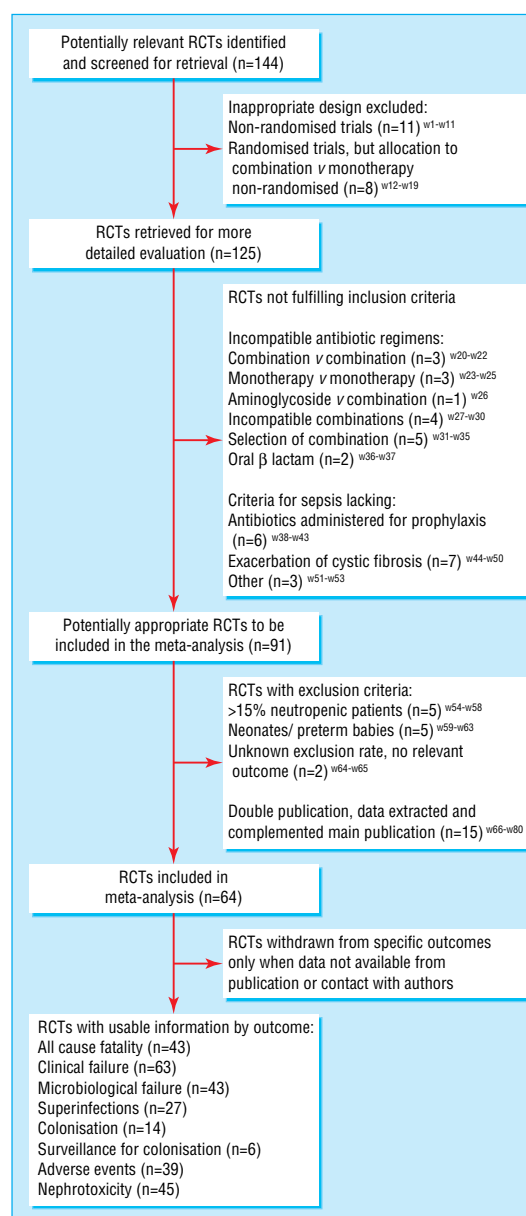 Potentially relevant RCTs identified
and screened for retrieval (n=144)
Inappropriate design excluded:
Non-randomised trials (n=11) w1-w11
Randomised trials, but allocation to
combination v monotherapy
non-randomised (n=8) w12-w19
RCTs retrieved for more
detailed evaluation (n=125)
RCTs not fulfilling inclusion criteria
Incompatible antibiotic regimens:
Combination v combination (n=3) w20-w22
Monotherapy v monotherapy (n=3) w23-w25
Aminoglycoside v combination (n=1) w26
Incompatible combinations (n=4) w27-w30
Selection of combination (n=5) w31-w35
Oral β lactam (n=2) w36-w37
Criteria for sepsis lacking:
Antibiotics administered for prophylaxis
(n=6) w38-w43
Exacerbation of cystic fibrosis (n=7) w44-w50
Other (n=3) w51-w53
Potentially appropriate RCTs to be
included in the meta-analysis (n=91)
RCTs with exclusion criteria:
>15% neutropenic patients (n=5) w54-w58
Neonates/ preterm babies (n=5) w59-w63
Unknown exclusion rate, no relevant
outcome (n=2) w64-w65
Double publication, data extracted and
complemented main publication (n=15) w66-w80
RCTs included in
meta-analysis (n=64)
RCTs withdrawn from specific outcomes
only when data not available from
publication or contact with authors
RCTs with usable information by outcome:
All cause fatality (n=43)
Clinical failure (n=63)
Microbiological failure (n=43)
Superinfections (n=27)
Colonisation (n=14)
Surveillance for colonisation (n=6)
Adverse events (n=39)
Nephrotoxicity (n=45)